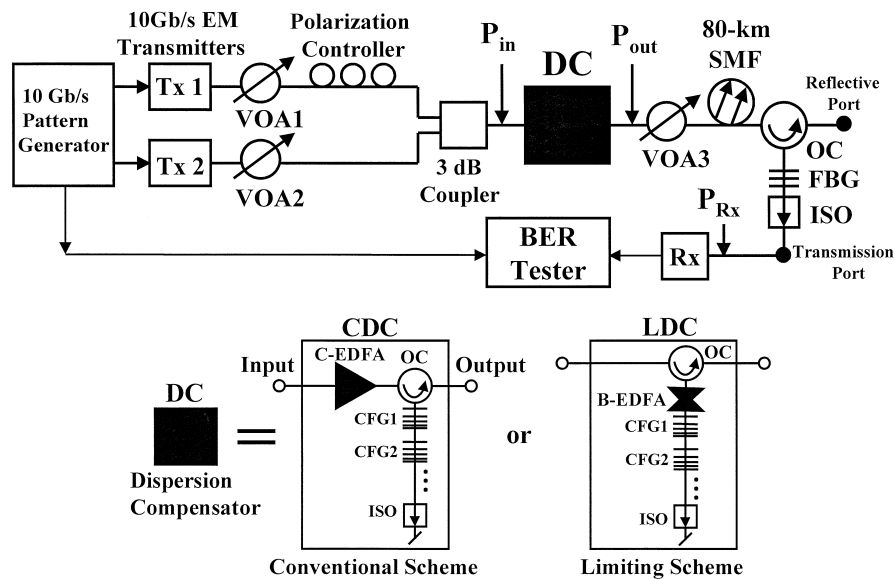 10Gb/s EM
Transmitters
Polarization
Controller
Pin
DC
Pout
80-km
SMF
Reflective
Port
10 Gb/s
Pattern
Generator
Tx 1
VOA1
Tx 2
VOA2
3 dB
Coupler
VOA3
OC
FBG
ISO
PRx
BER
Tester
Rx
Transmission
Port
CDC
LDC
Input
C-EDFA
OC
Output
OC
DC
B-EDFA
CFG1
CFG1
CFG2
CFG2
or
Dispersion
Compensator
ISO
ISO
Conventional Scheme
Limiting Scheme